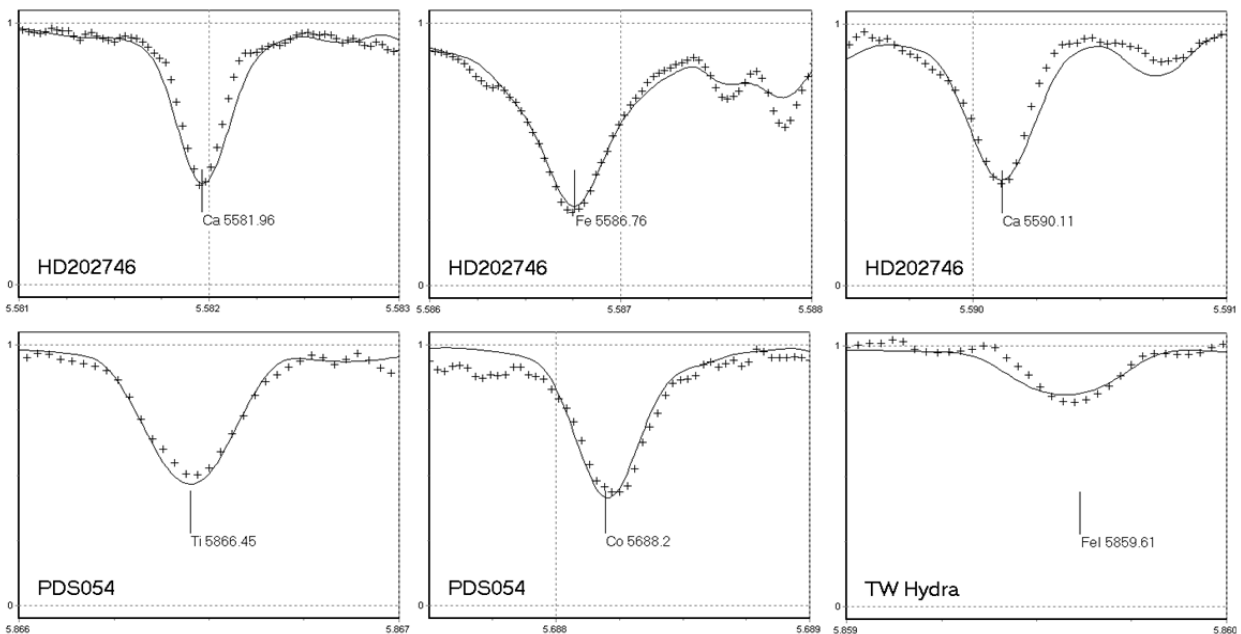 1 1 1
Ca 5581.96 Fe 5586.76 Ca 5590.11
HD202746 HD202746 HD202746
0 0 0
5.581 5.582 5.583 5.586 5.587 5.588 5.590 5.591
1 1 1
Ti 5866.45 Co 5688.2 FeI 5859.61
PDS054 PDS054 TW Hydra
0 0 0
5.866 5.867 5.688 5.689 5.859 5.860